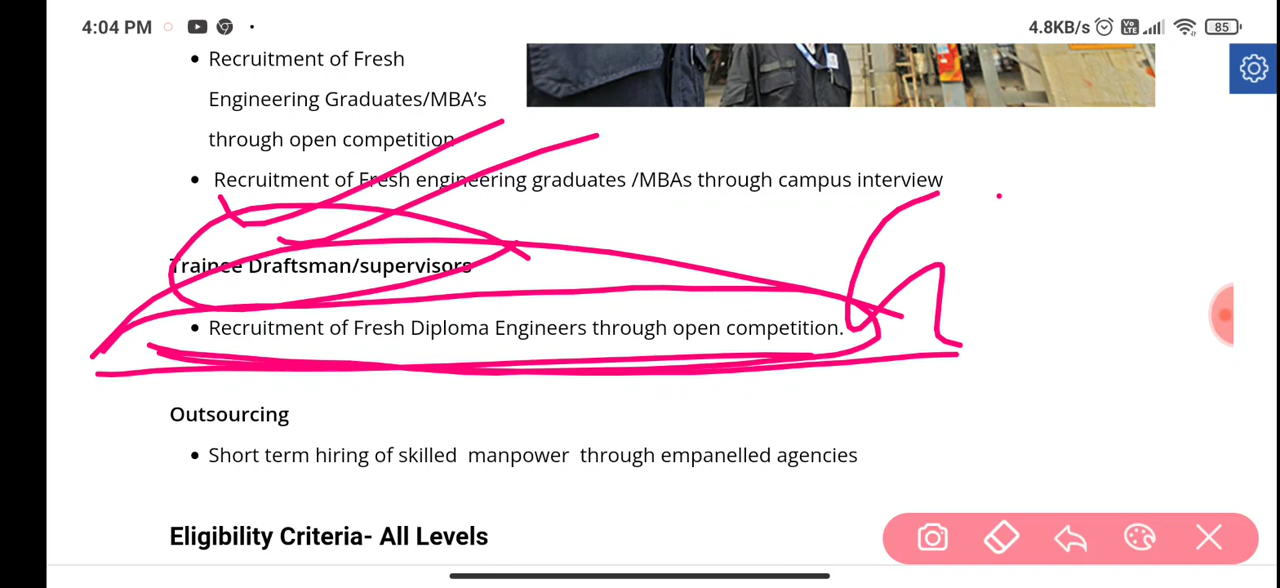 4:04 PM
4.8KB/s Vo LTE 85
Recruitment of Fresh
Engineering Graduates/MBA's
through open competition
Recruitment of Fresh engineering graduates /MBAs through campus interview
Trainee Draftsman/supervisors
Recruitment of Fresh Diploma Engineers through open competition.
Outsourcing
Short term hiring of skilled manpower through empanelled agencies
Eligibility Criteria- All Levels